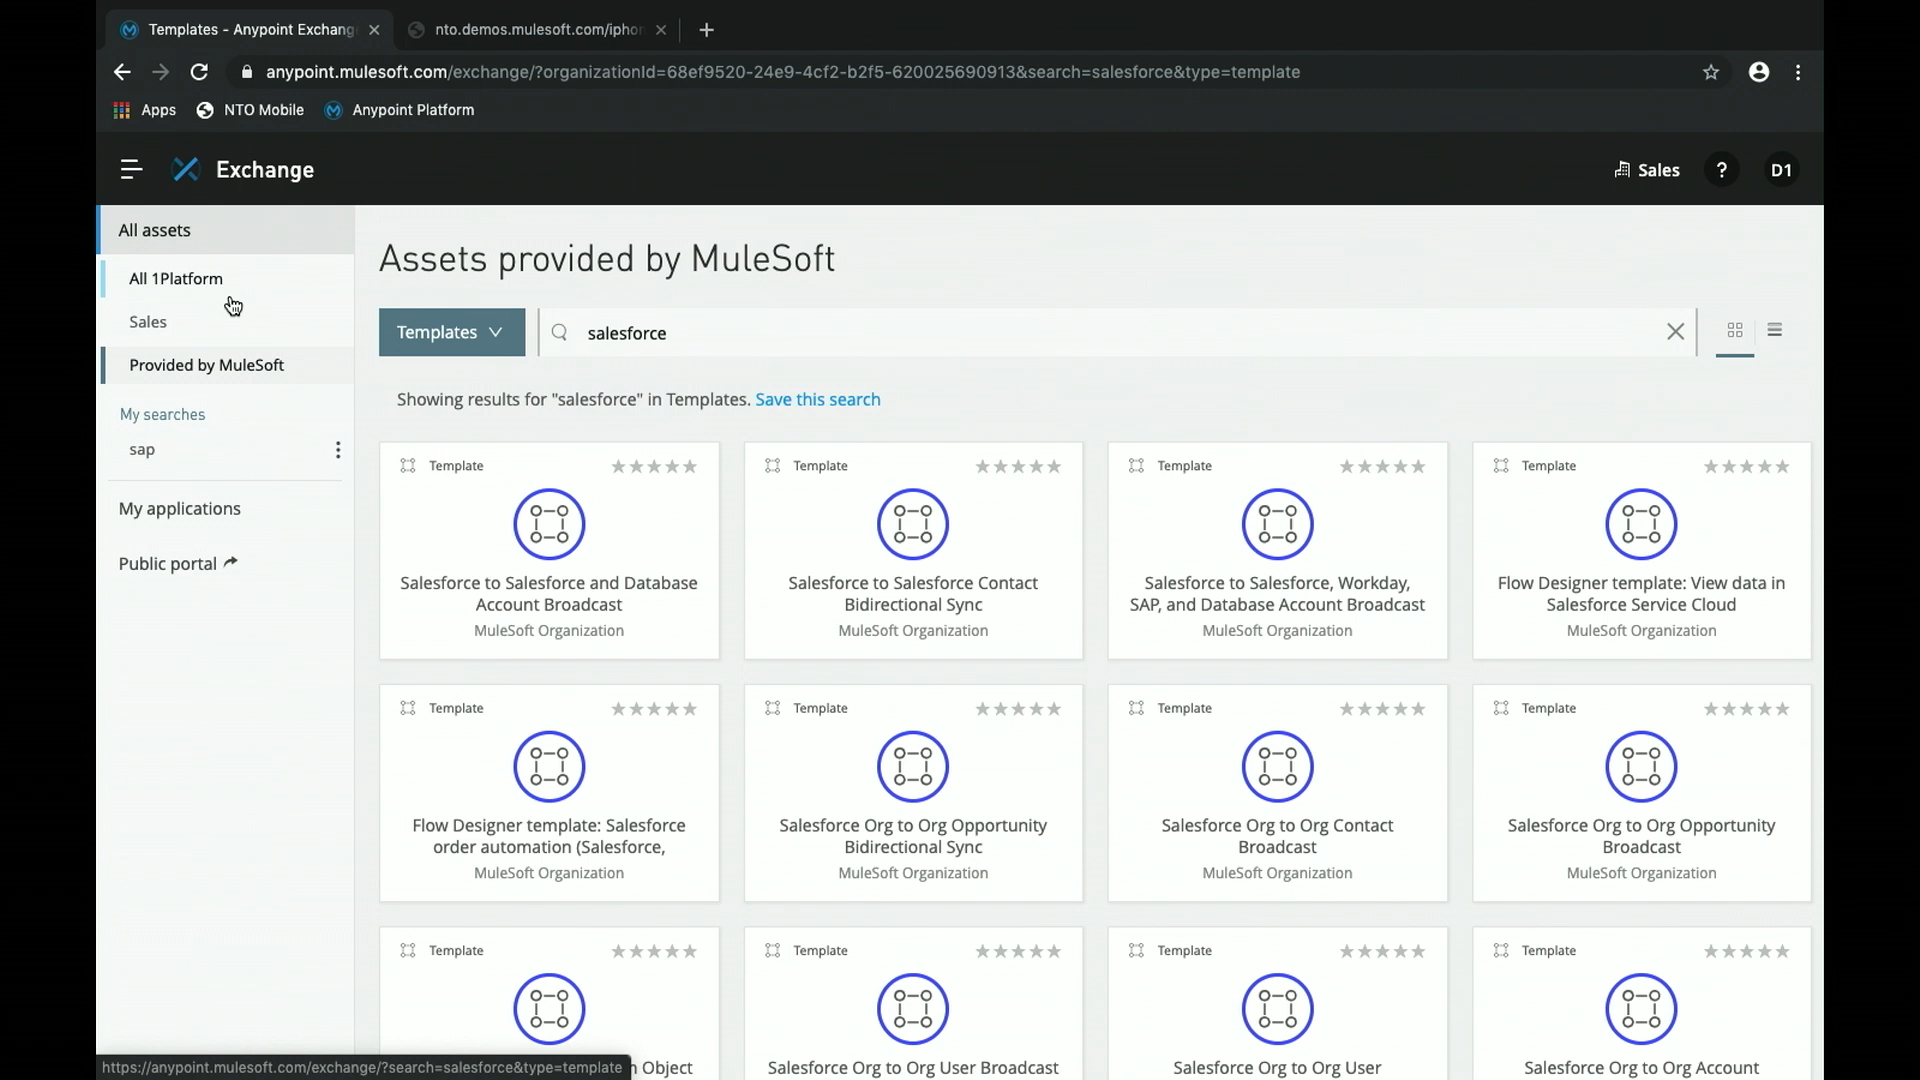 Templates - Anypoint Exchang
nto.demos.mulesoft.com/iphon
anypoint.mulesoft.com/exchange/?organizationId=68ef9520-24e9-4cf2-b2f5-620025690913&search=salesforce&type=template
Apps
NTO Mobile
Anypoint Platform
Exchange
Sales
?
D1
All assets
All 1Platform
Sales
Provided by MuleSoft
My searches
sap
My applications
Public portal
Assets provided by MuleSoft
Templates
salesforce
Showing results for "salesforce" in Templates. Save this search
Template
Salesforce to Salesforce and Database
Account Broadcast
MuleSoft Organization
Template
Salesforce to Salesforce Contact
Bidirectional Sync
MuleSoft Organization
Template
Salesforce to Salesforce, Workday,
SAP, and Database Account Broadcast
MuleSoft Organization
Template
Flow Designer template: View data in
Salesforce Service Cloud
MuleSoft Organization
Template
Flow Designer template: Salesforce
order automation (Salesforce,
MuleSoft Organization
Template
Salesforce Org to Org Opportunity
Bidirectional Sync
MuleSoft Organization
Template
Salesforce Org to Org Contact
Broadcast
MuleSoft Organization
Template
Salesforce Org to Org Opportunity
Broadcast
MuleSoft Organization
Template
Object
Template
Salesforce Org to Org User Broadcast
Template
Salesforce Org to Org User
Template
Salesforce Org to Org Account
https://anypoint.mulesoft.com/exchange/?search=salesforce&type=template